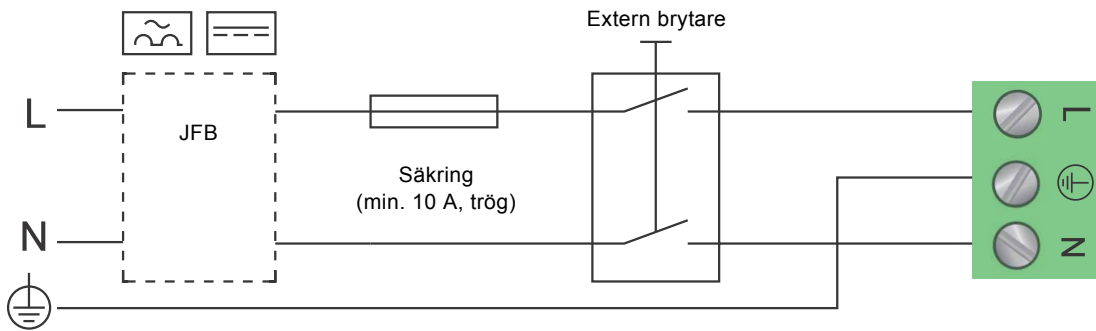 Extern brytare
L
JFB
Säkring
(min. 10 A, trög)
N
L
N